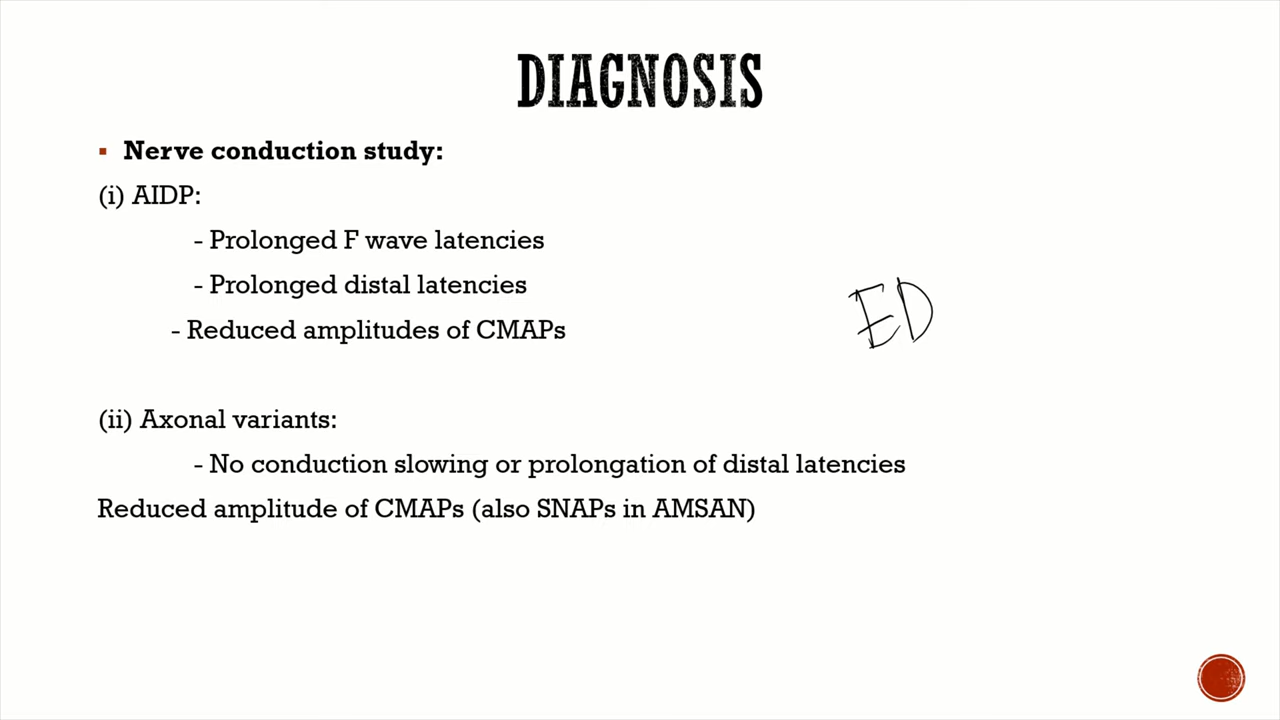 DIAGNOSIS
▪ Nerve conduction study:
(i) AIDP:
- Prolonged F wave latencies
- Prolonged distal latencies
- Reduced amplitudes of CMAPs
ED
(ii) Axonal variants:
- No conduction slowing or prolongation of distal latencies
Reduced amplitude of CMAPs (also SNAPs in AMSAN)